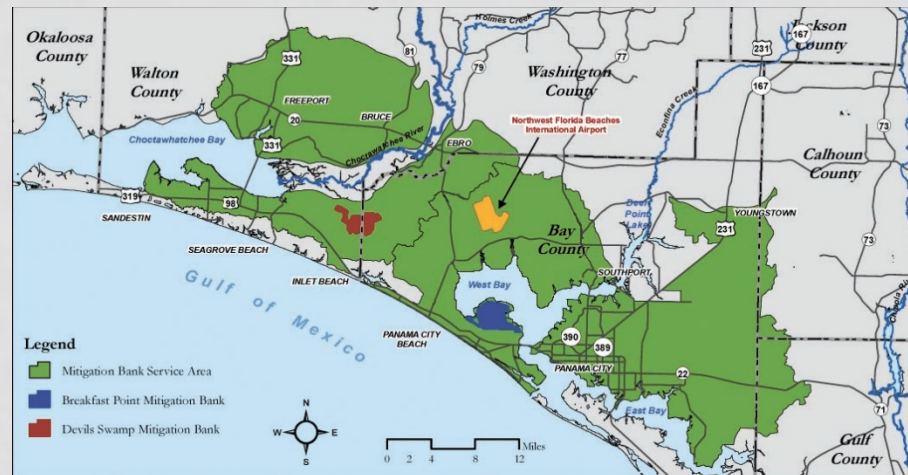 Okaloosa
County
Walton
County
331
81
Holmes Creek
79
77
Washington
County
231
Jackson
County
167
167
FREEPORT
20
BRUCE
Choctawhatchee Bay
331
Choctawhatchee River
EBRO
Northwest Florida Beaches
International Airport
Econfina Creek
73
Calhoun
County
319
98
SANDESTIN
SEAGROVE BEACH
INLET BEACH
Deer
Point
Lake
YOUNGSTOWN
231
73
Bay
County
SOUTHPORT
West Bay
Gulf of Mexico
PANAMA CITY
BEACH
390
389
PANAMA CITY
22
East Bay
71
Gulf
County
Legend
Mitigation Bank Service Area
Breakfast Point Mitigation Bank
Devils Swamp Mitigation Bank
N
W
E
S
0
4
8
12
Miles